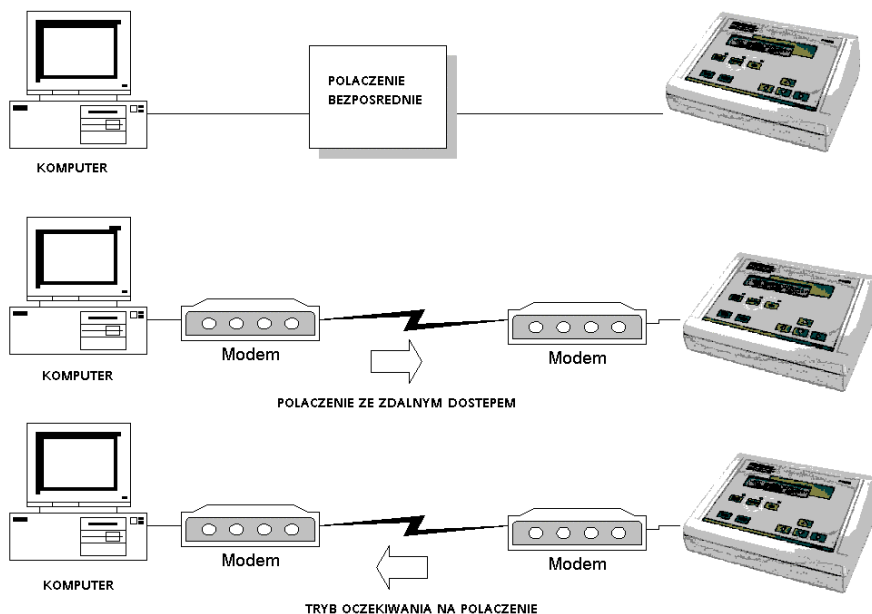 POLACZENIE
BEZPOSREDNIE
KOMPUTER
Modem
Modem
KOMPUTER
POLACZENIE ZE ZDALNYM DOSTEPEM
Modem
Modem
KOMPUTER
TRYB OCZEKIWANIA NA POLACZENIE